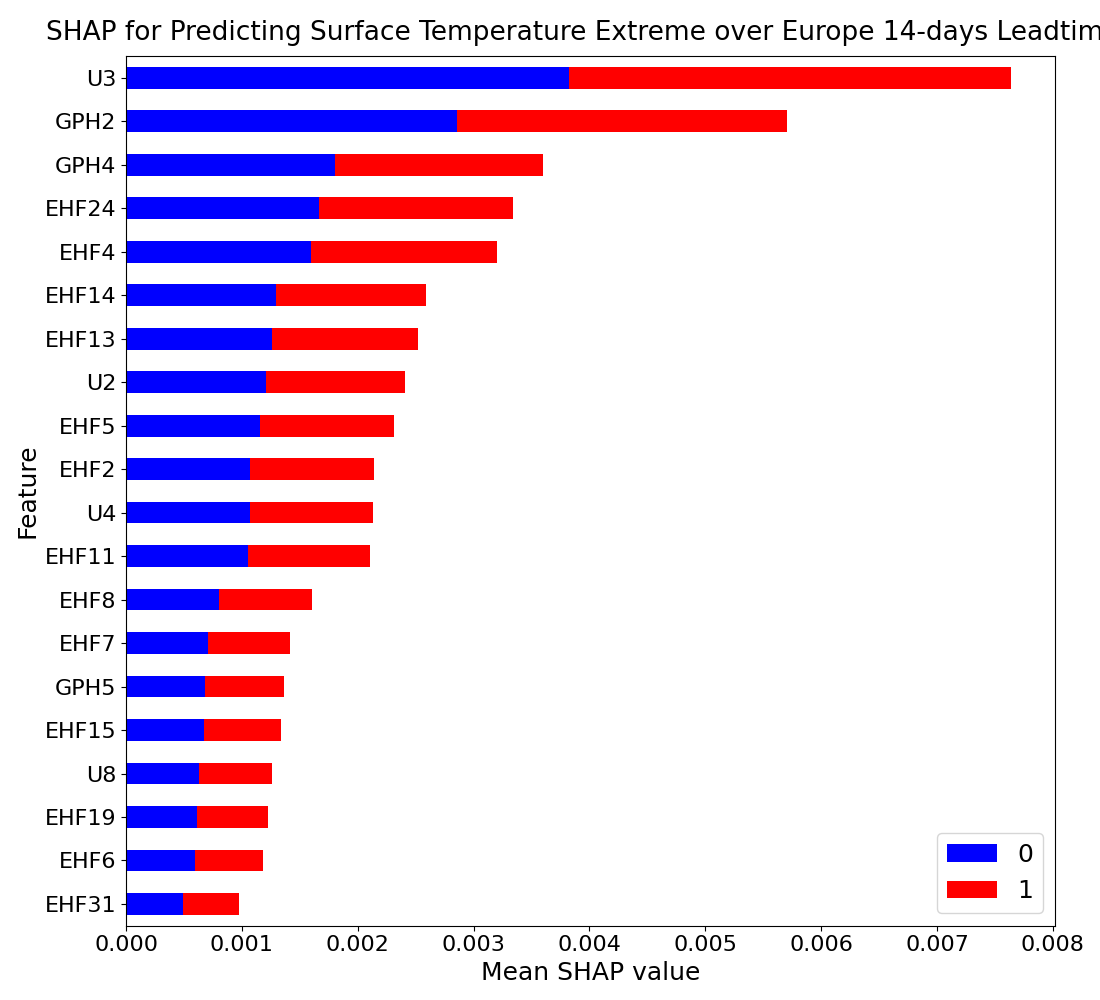 SHAP for Predicting Surface Temperature Extreme over Europe 14-days Leadtim
U3
GPH2
GPH4
EHF24
EHF4
EHF14
EHF13
U2
EHF5
EHF2
U4
EHF11
EHF8
EHF7
GPH5
EHF15
U8
EHF19
EHF6
EHF31
Feature
0
1
0.000 0.001 0.002 0.003 0.004 0.005 0.006 0.007 0.008
Mean SHAP value